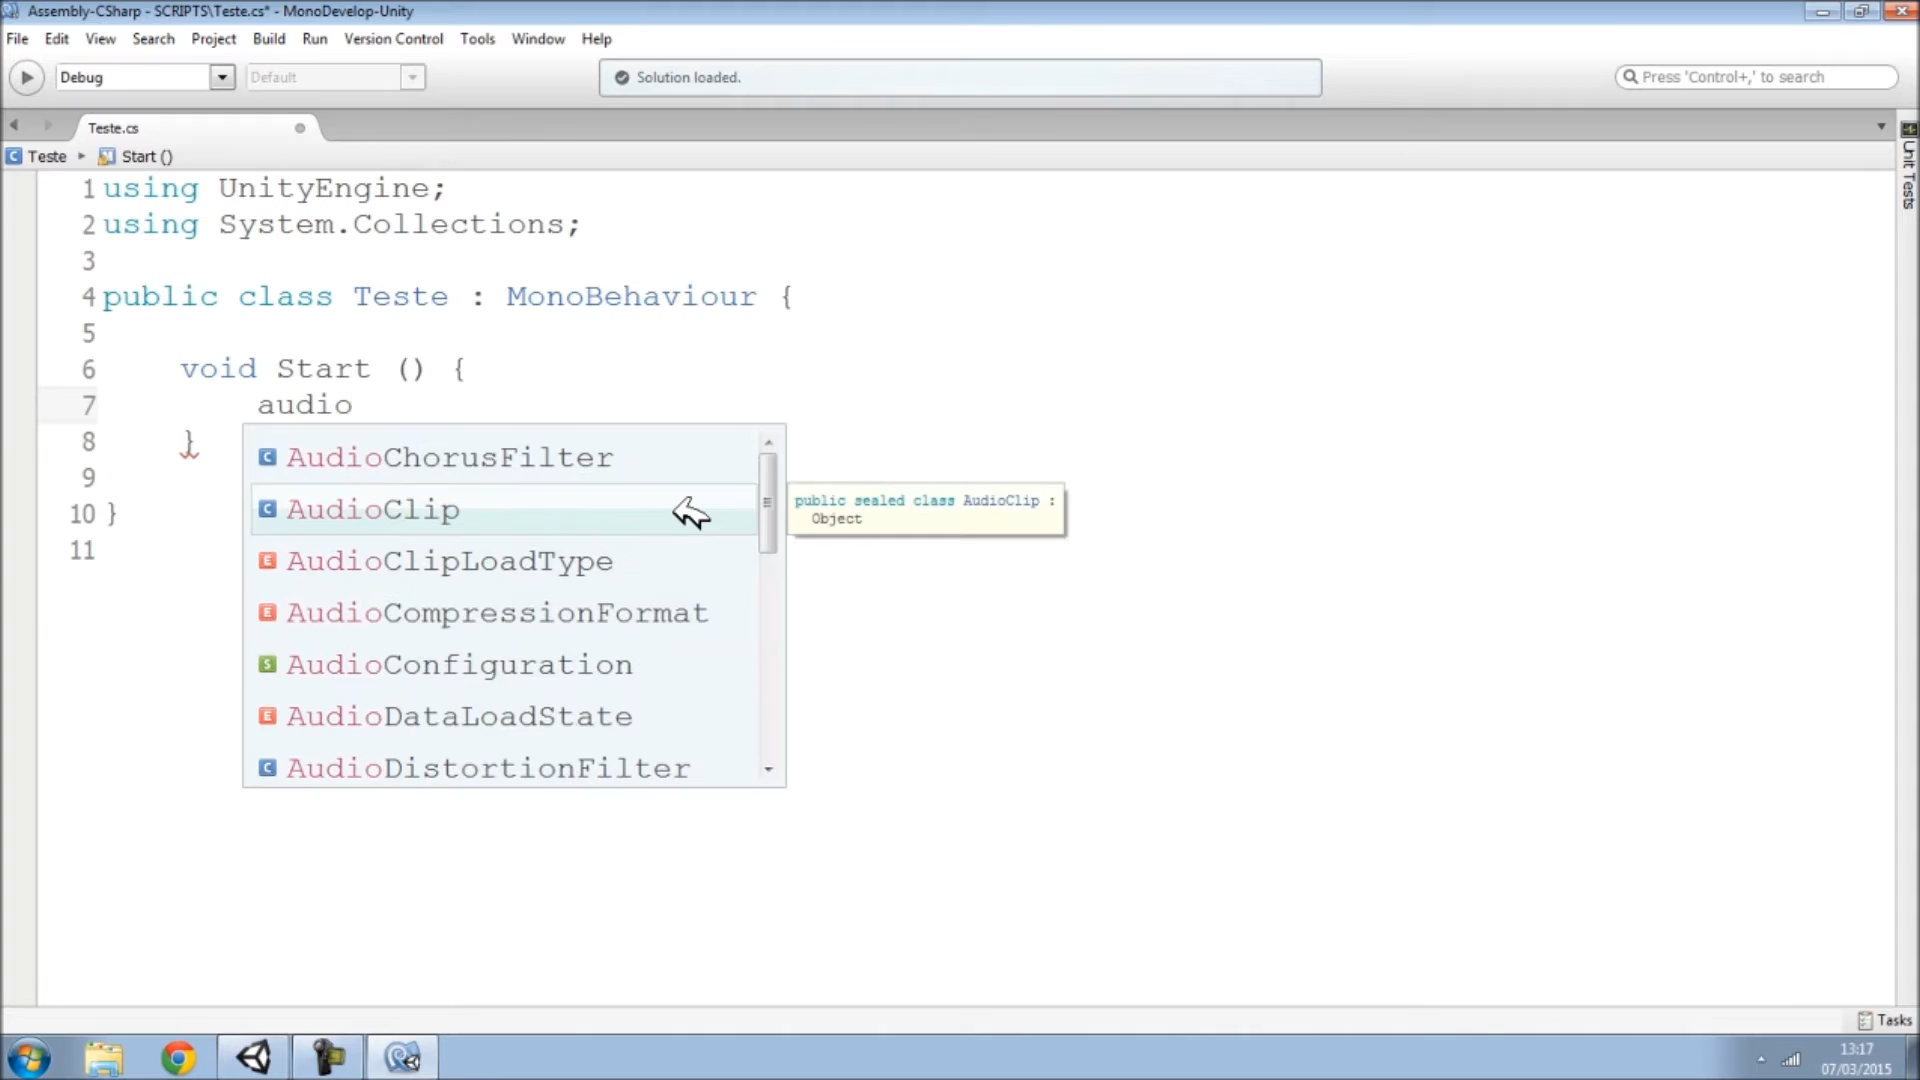 Assembly-CSharp - SCRIPTS\Teste.cs* - MonoDevelop-Unity
File Edit View Search Project Build Run Version Control Tools Window Help
Debug Default Solution loaded. Press 'Control+,' to search
Teste.cs
C Teste Start ()
Unit Tests
1 using UnityEngine;
2 using System.Collections;
3
4 public class Teste : MonoBehaviour {
5
6 void Start () {
7 audio
8 }
9
10 }
11
C AudioChorusFilter
C AudioClip
E AudioClipLoadType
E AudioCompressionFormat
S AudioConfiguration
E AudioDataLoadState
C AudioDistortionFilter
public sealed class AudioClip :
Object
Tasks
13:17
07/03/2015